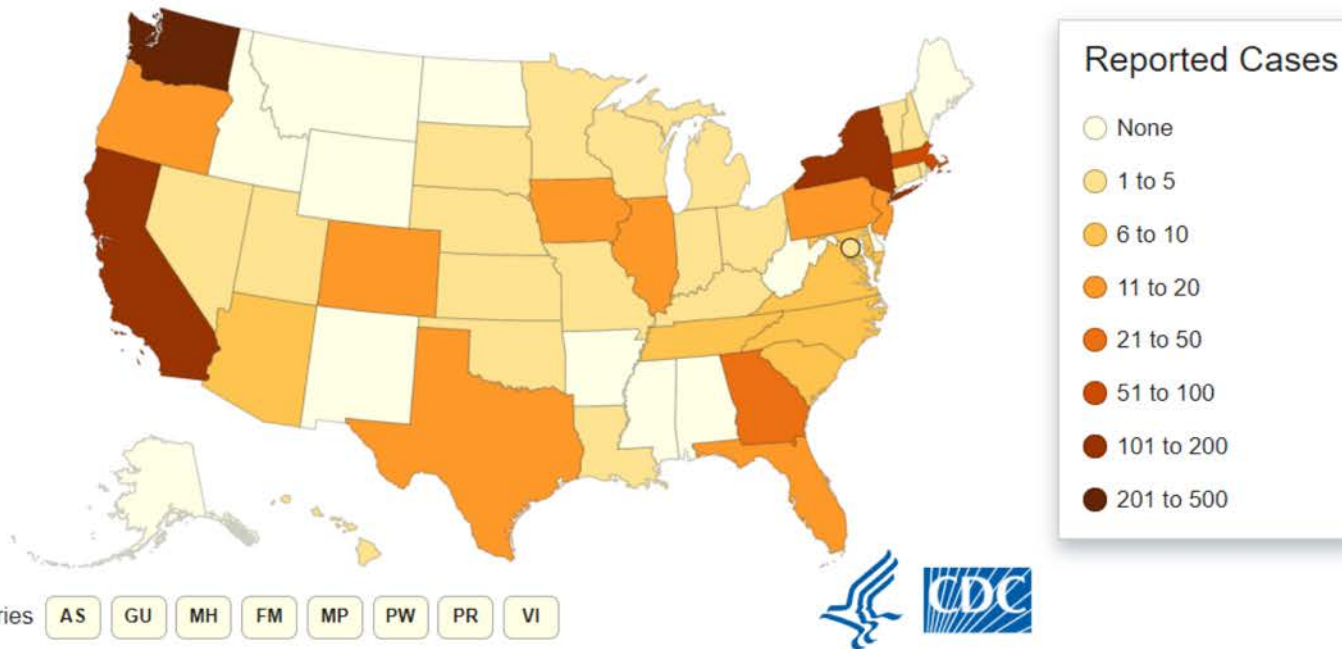 Reported Cases
None
1 to 5
6 to 10
11 to 20
21 to 50
51 to 100
101 to 200
201 to 500
ries AS GU MH FM MP PW PR VI
CDC